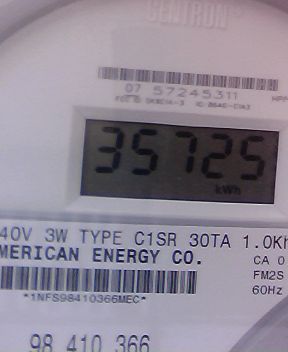 CENTRON
07 57245311
35725
kWh
40V 3W TYPE C1SR 30TA 1.0Kh
MERICAN ENERGY CO.
CA 0
FM2S
60Hz
*1NFS98410366MEC*
98 410 366